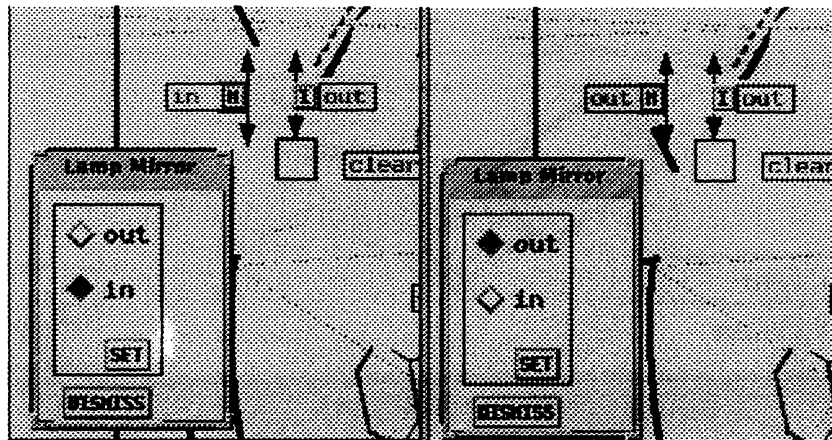 in M I out
clear
Lamp Mirror
out
in
SET
DISMISS
out M I out
clear
Lamp Mirror
out
in
SET
DISMISS